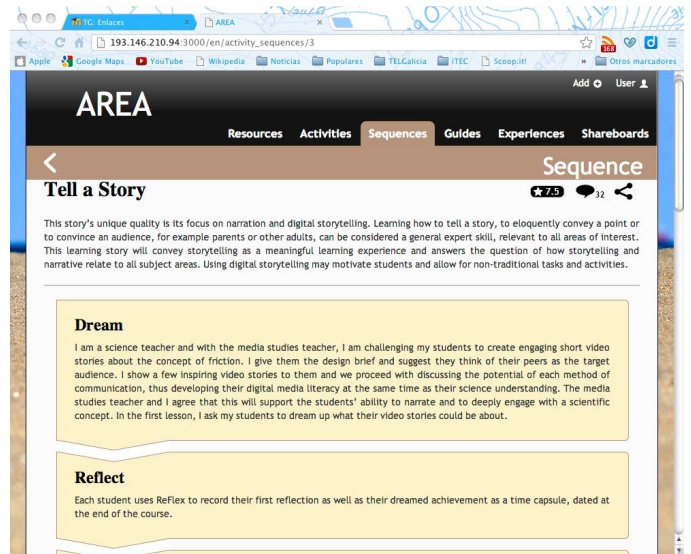 TG: Enlaces
AREA
193.146.210.94:3000/en/activity_sequences/3
168
Apple Google Maps YouTube Wikipedia Noticias Populares TELGalicia iTEC Scoop.it! » Otros marcadores
Add User
AREA
Resources Activities Sequences Guides Experiences Shareboards
Sequence
Tell a Story
7.5 32
This story's unique quality is its focus on narration and digital storytelling. Learning how to tell a story, to eloquently convey a point or
to convince an audience, for example parents or other adults, can be considered a general expert skill, relevant to all areas of interest.
This learning story will convey storytelling as a meaningful learning experience and answers the question of how storytelling and
narrative relate to all subject areas. Using digital storytelling may motivate students and allow for non-traditional tasks and activities.
Dream
I am a science teacher and with the media studies teacher, I am challenging my students to create engaging short video
stories about the concept of friction. I give them the design brief and suggest they think of their peers as the target
audience. I show a few inspiring video stories to them and we proceed with discussing the potential of each method of
communication, thus developing their digital media literacy at the same time as their science understanding. The media
studies teacher and I agree that this will support the students' ability to narrate and to deeply engage with a scientific
concept. In the first lesson, I ask my students to dream up what their video stories could be about.
Reflect
Each student uses ReFlex to record their first reflection as well as their dreamed achievement as a time capsule, dated at
the end of the course.